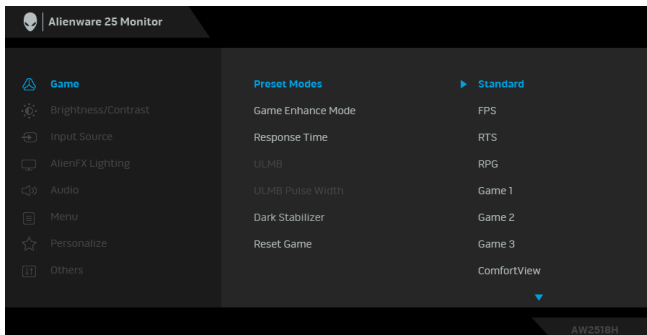 Alienware 25 Monitor
Game Preset Modes Standard
Brightness/Contrast Game Enhance Mode FPS
Input Source Response Time RTS
AlienFX Lighting ULMB RPG
Audio ULMB Pulse Width Game 1
Menu Dark Stabilizer Game 2
Personalize Reset Game Game 3
Others ComfortView
AW2518H